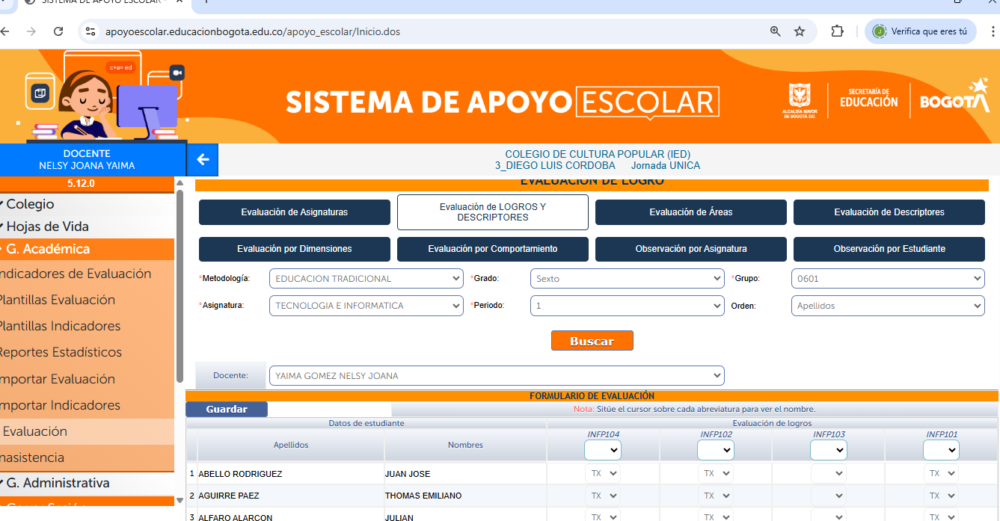 SISTEMA DE APOYO ESCOLAR
apoyoescolar.educacionbogota.edu.co/apoyo_escolar/Inicio.dos
Verifica que eres tú
c+a= ed
SISTEMA DE APOYO ESCOLAR
ALCALDÍA MAYOR
DE BOGOTÁ DC.
SECRETARÍA DE
EDUCACIÓN
BOGOTÁ
DOCENTE
NELSY JOANA YAIMA
COLEGIO DE CULTURA POPULAR (IED)
3_DIEGO LUIS CORDOBA Jornada UNICA
5.12.0
Colegio
Hojas de Vida
G. Académica
ndicadores de Evaluación
Plantillas Evaluación
Plantillas Indicadores
Reportes Estadísticos
mportar Evaluación
mportar Indicadores
Evaluación
nasistencia
G. Administrativa
EVALUACION DE LOGRO
Evaluación de Asignaturas
Evaluación de LOGROS Y
DESCRIPTORES
Evaluación de Áreas
Evaluación de Descriptores
Evaluación por Dimensiones
Evaluación por Comportamiento
Observación por Asignatura
Observación por Estudiante
*Metodología: EDUCACION TRADICIONAL *Grado: Sexto *Grupo: 0601
*Asignatura: TECNOLOGIA E INFORMATICA *Periodo: 1 Orden: Apellidos
Buscar
Docente: YAIMA GOMEZ NELSY JOANA
FORMULARIO DE EVALUACIÓN
Guardar Nota: Sitúe el cursor sobre cada abreviatura para ver el nombre.
Datos de estudiante Evaluación de logros
Apellidos Nombres INFP104 INFP102 INFP103 INFP101
1 ABELLO RODRIGUEZ JUAN JOSE TX TX TX
2 AGUIRRE PAEZ THOMAS EMILIANO TX TX TX
3 ALFARO ALARCON JULIAN TX TX TX